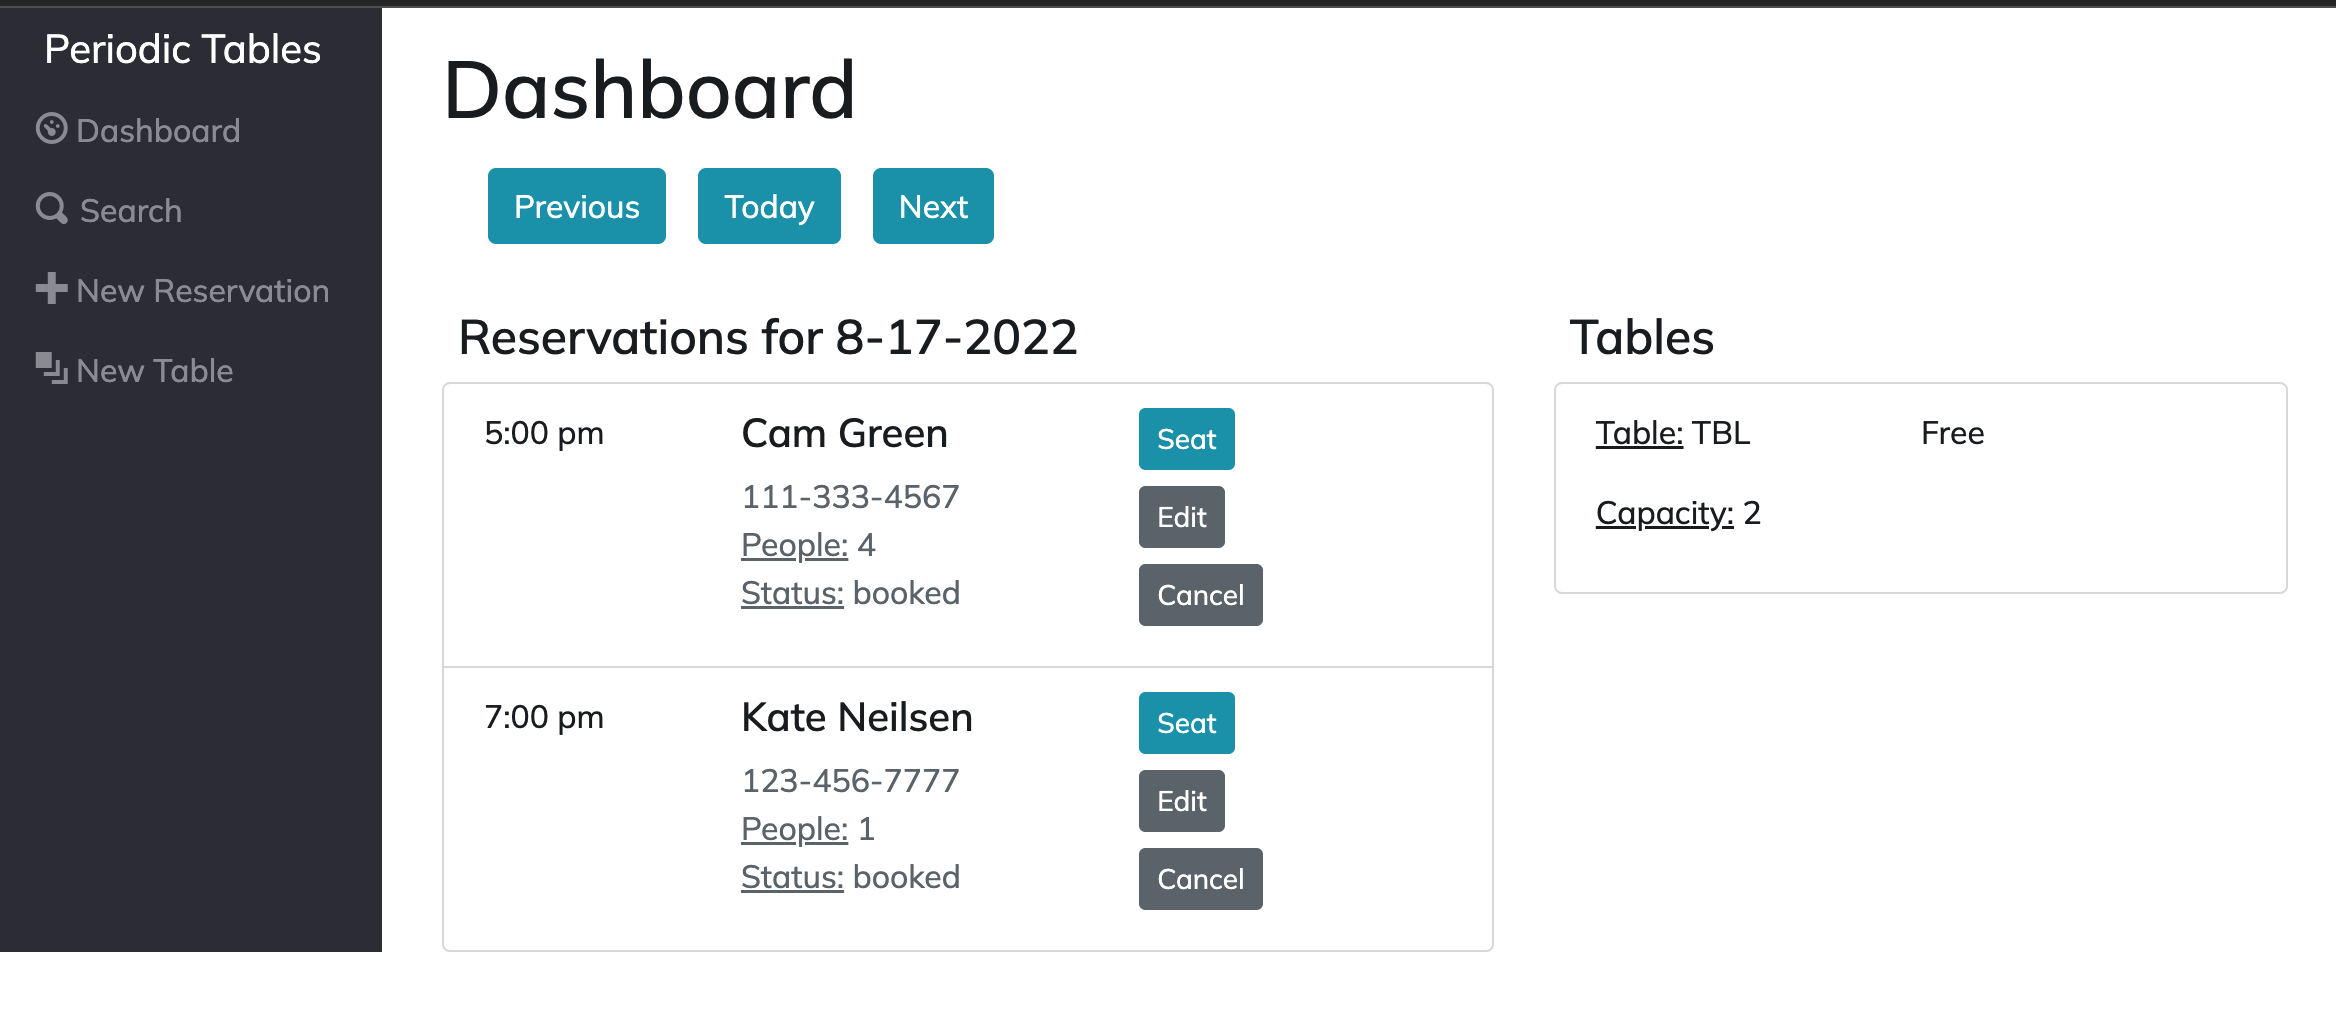 Periodic Tables
Dashboard
Search
New Reservation
New Table
Dashboard
Previous Today Next
Reservations for 8-17-2022
5:00 pm Cam Green Seat
111-333-4567
Edit
People: 4
Status: booked
Cancel
7:00 pm Kate Neilsen Seat
123-456-7777
Edit
People: 1
Status: booked
Cancel
Tables
Table: TBL Free
Capacity: 2